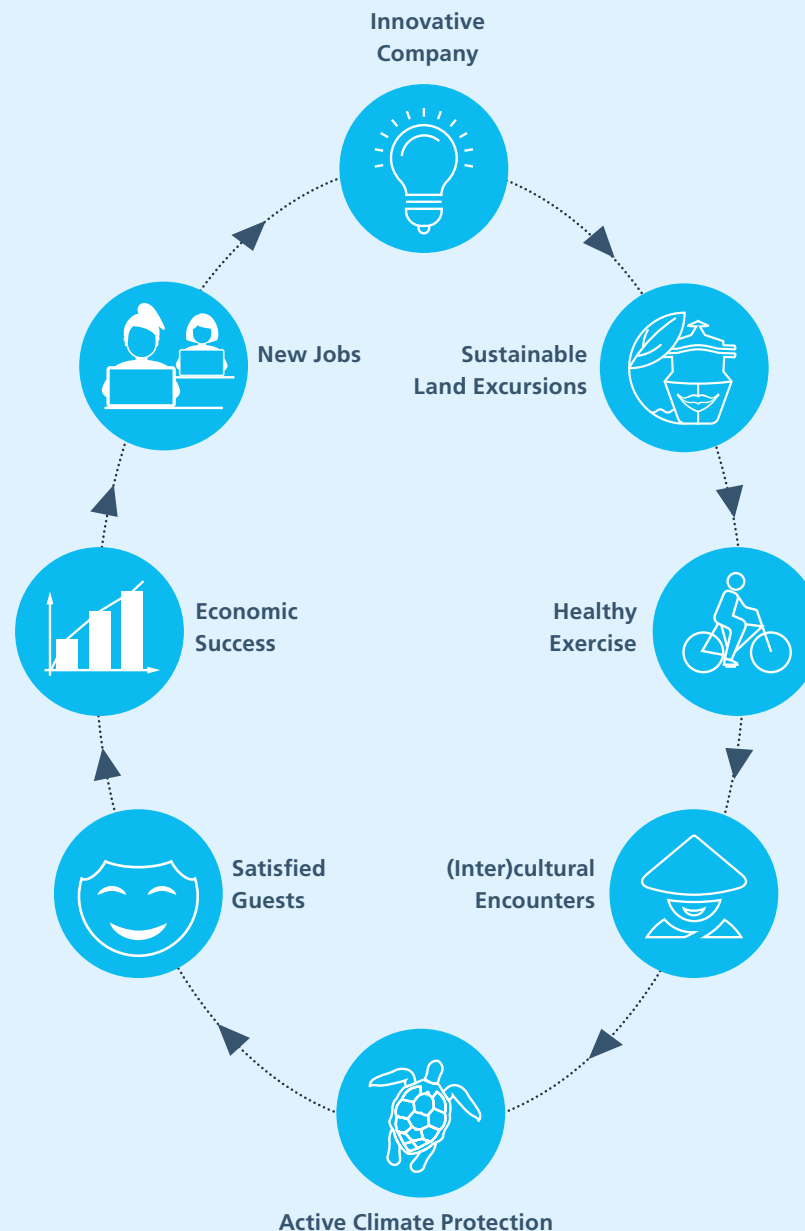 Innovative
Company
New Jobs
Sustainable
Land Excursions
Economic
Success
Healthy
Exercise
Satisfied
Guests
(Inter)cultural
Encounters
Active Climate Protection